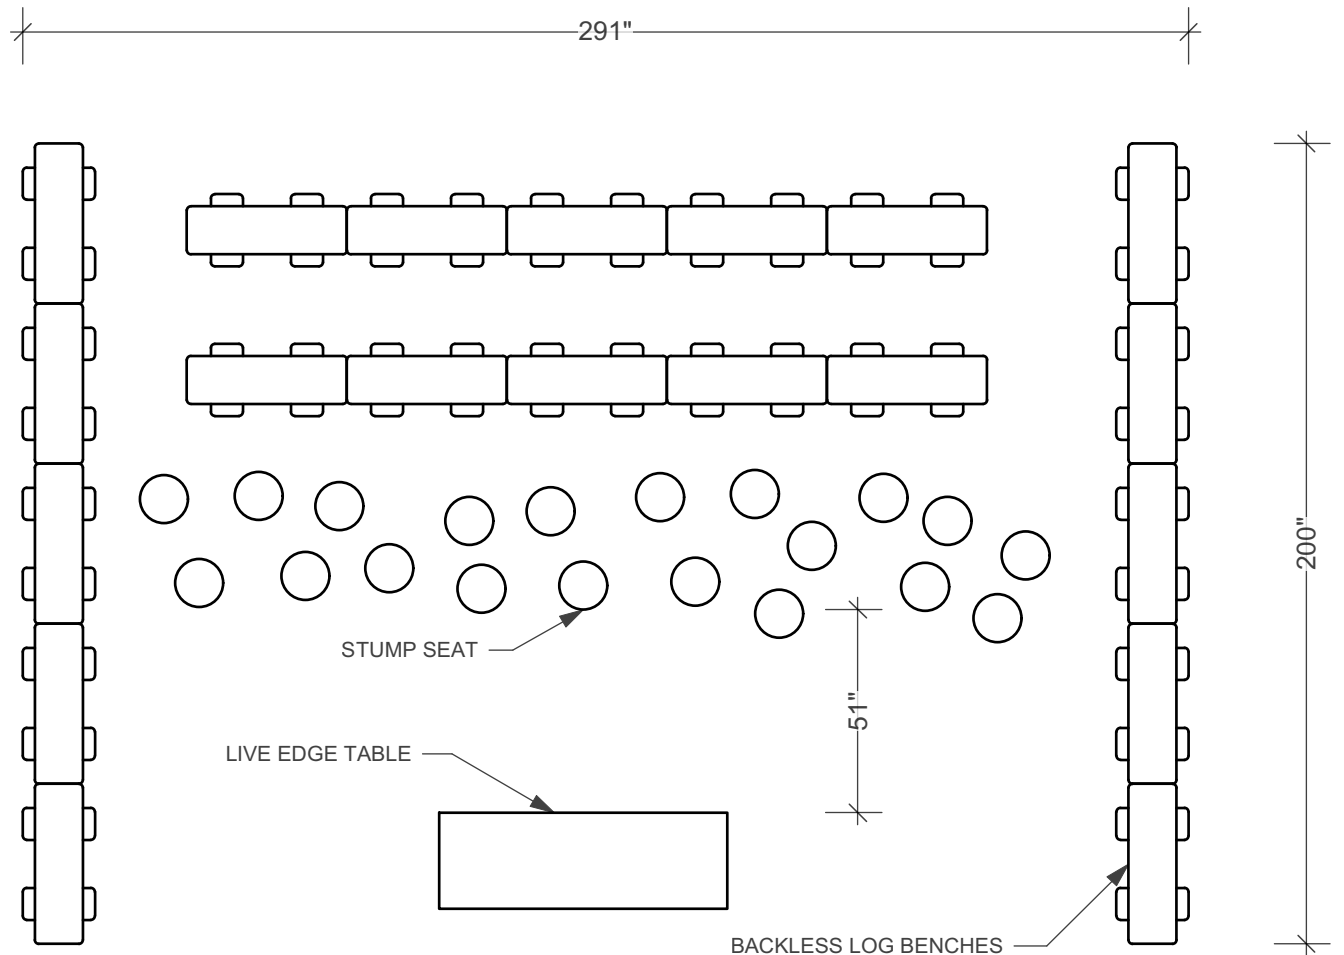 291"
200"
STUMP SEAT
51"
LIVE EDGE TABLE
BACKLESS LOG BENCHES